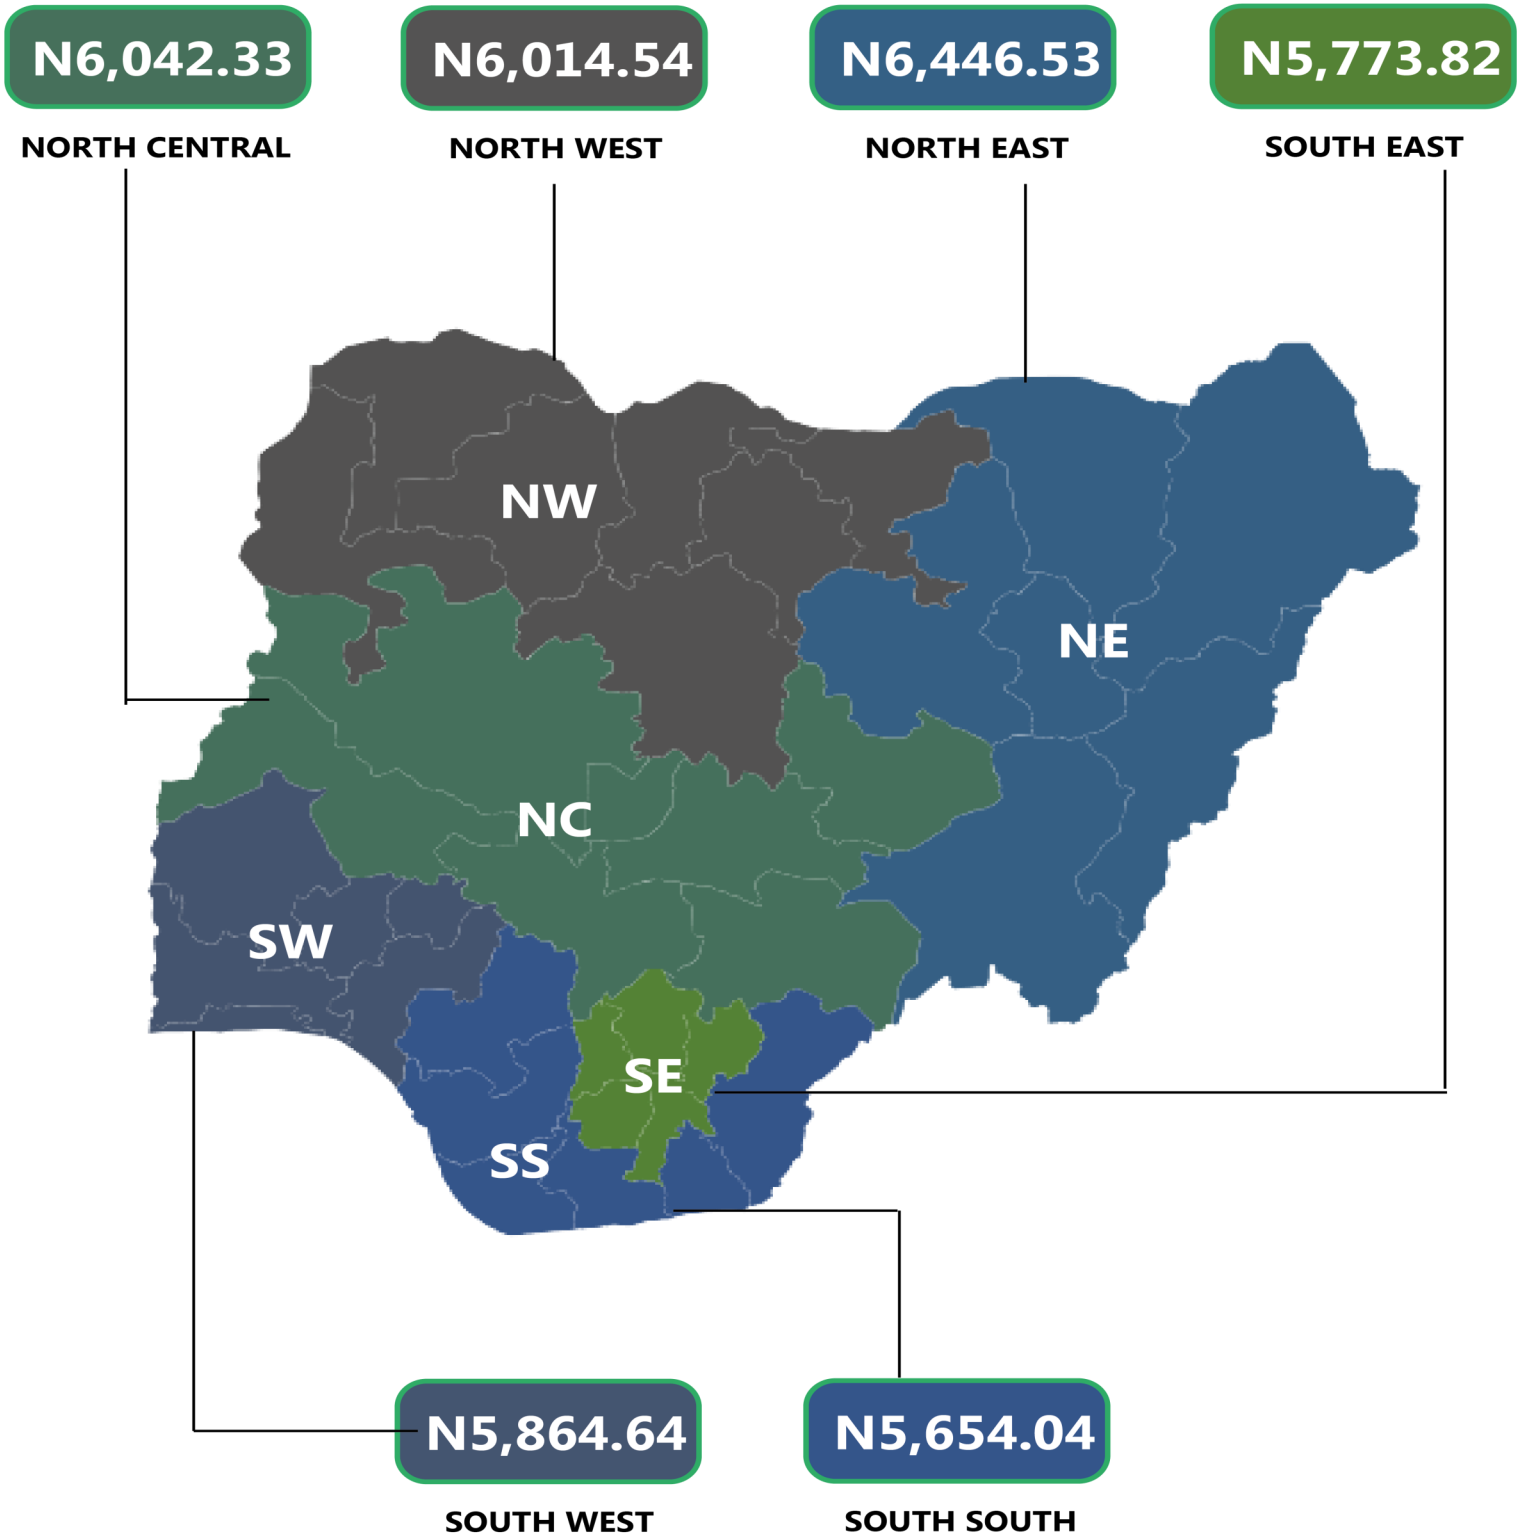 N6,042.33
N6,014.54
N6,446.53
N5,773.82
NORTH CENTRAL
NORTH WEST
NORTH EAST
SOUTH EAST
NW
NE
NC
SW
SE
SS
N5,864.64
N5,654.04
SOUTH WEST
SOUTH SOUTH